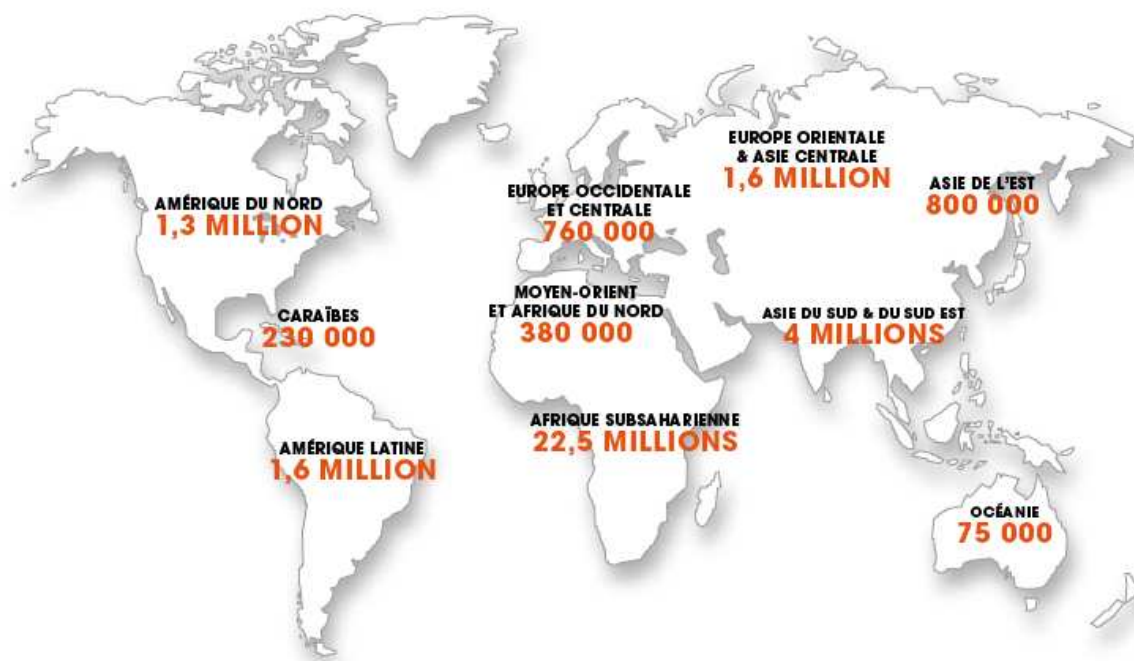 EUROPE ORIENTALE
& ASIE CENTRALE
1,6 MILLION
AMÉRIQUE DU NORD
1,3 MILLION
EUROPE OCCIDENTALE
ET CENTRALE
760 000
ASIE DE L'EST
800 000
CARAÏBES
230 000
MOYEN-ORIENT
ET AFRIQUE DU NORD
380 000
ASIE DU SUD & DU SUD EST
4 MILLIONS
AMÉRIQUE LATINE
1,6 MILLION
AFRIQUE SUBSAHARIENNE
22,5 MILLIONS
OCÉANIE
75 000